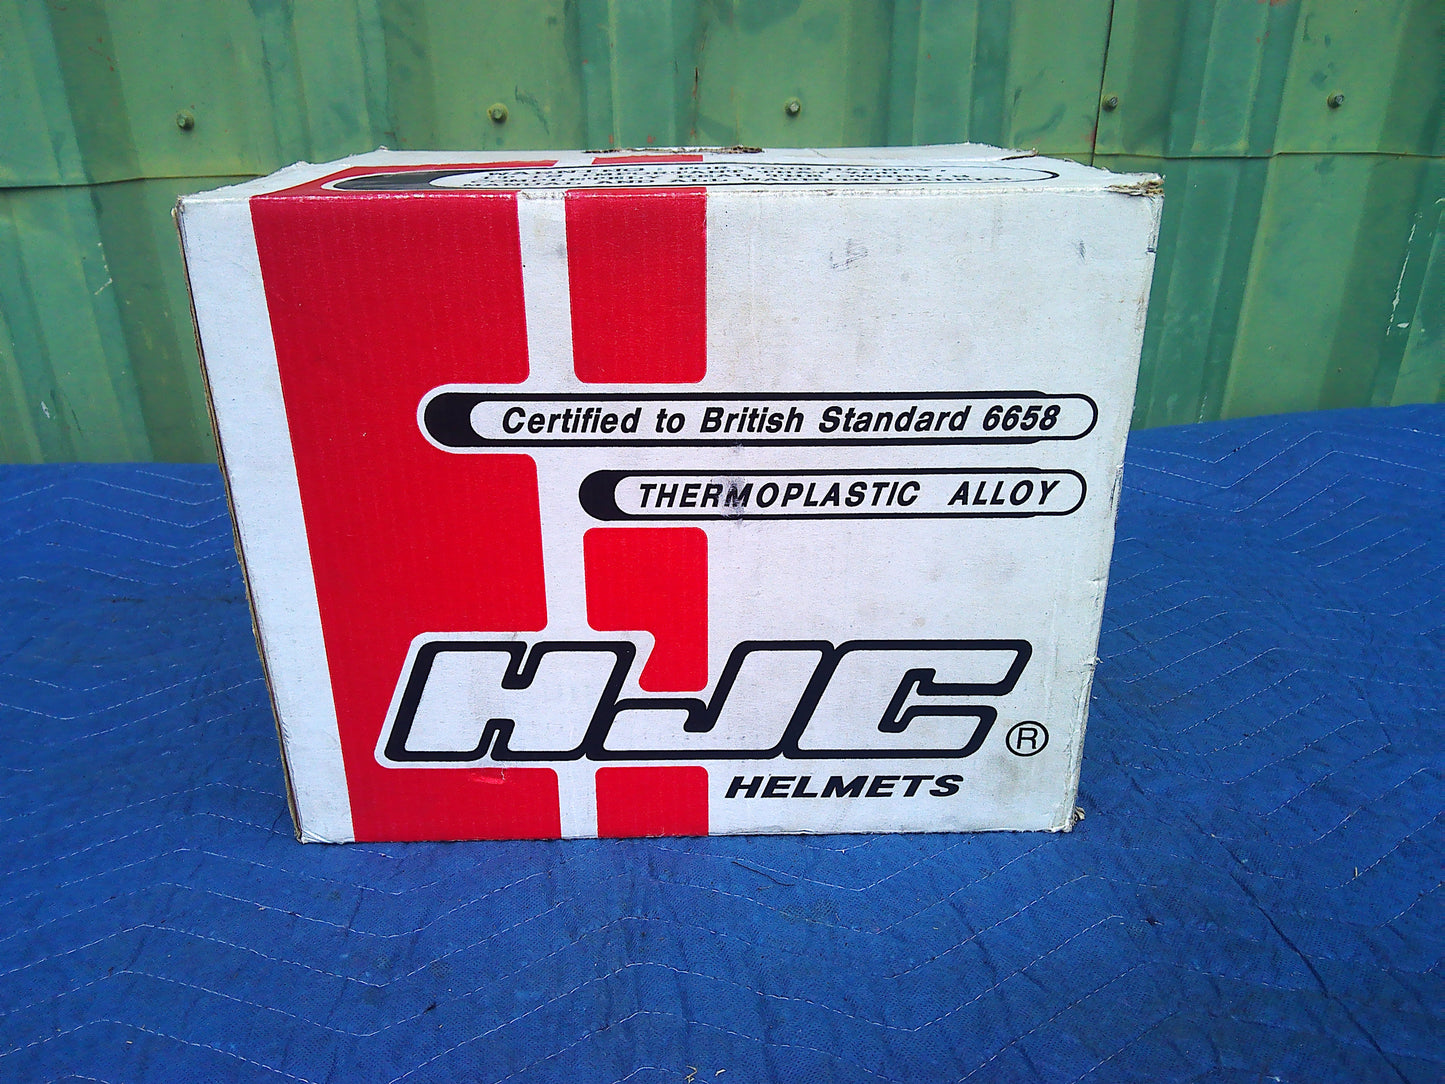 Certified to British Standard 6658
THERMOPLASTIC ALLOY
HJC
®
HELMETS